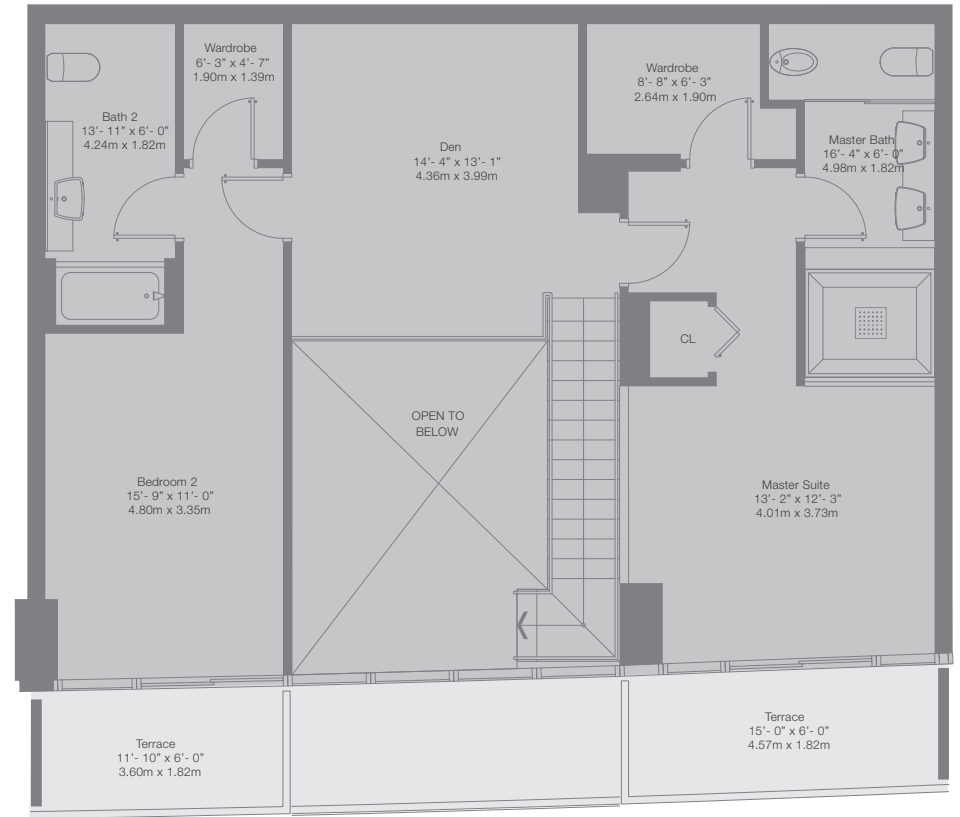 Wardrobe
6'- 3" x 4'- 7"
1.90m x 1.39m
Wardrobe
8'- 8" x 6'- 3"
2.64m x 1.90m
Bath 2
13'- 11" x 6'- 0"
4.24m x 1.82m
Den
14'- 4" x 13'- 1"
4.36m x 3.99m
Master Bath
16'- 4" x 6'- 0"
4.98m x 1.82m
CL
OPEN TO
BELOW
Bedroom 2
15'- 9" x 11'- 0"
4.80m x 3.35m
Master Suite
13'- 2" x 12'- 3"
4.01m x 3.73m
Terrace
11'- 10" x 6'- 0"
3.60m x 1.82m
Terrace
15'- 0" x 6'- 0"
4.57m x 1.82m